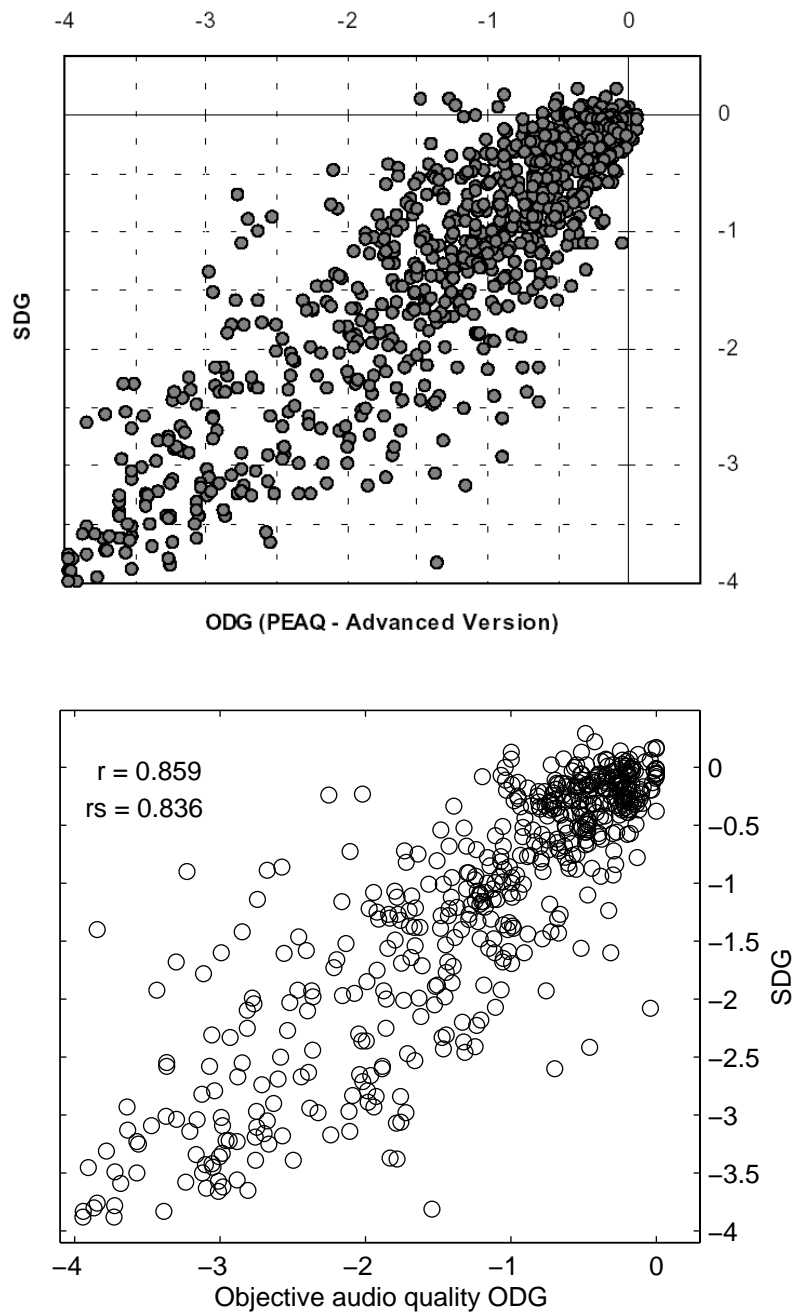 -4 -3 -2 -1 0
0
-1
SDG
-2
-3
-4
ODG (PEAQ - Advanced Version)
r = 0.859
rs = 0.836
0
−0.5
−1
−1.5
SDG
−2
−2.5
−3
−3.5
−4
−4 −3 −2 −1 0
Objective audio quality ODG